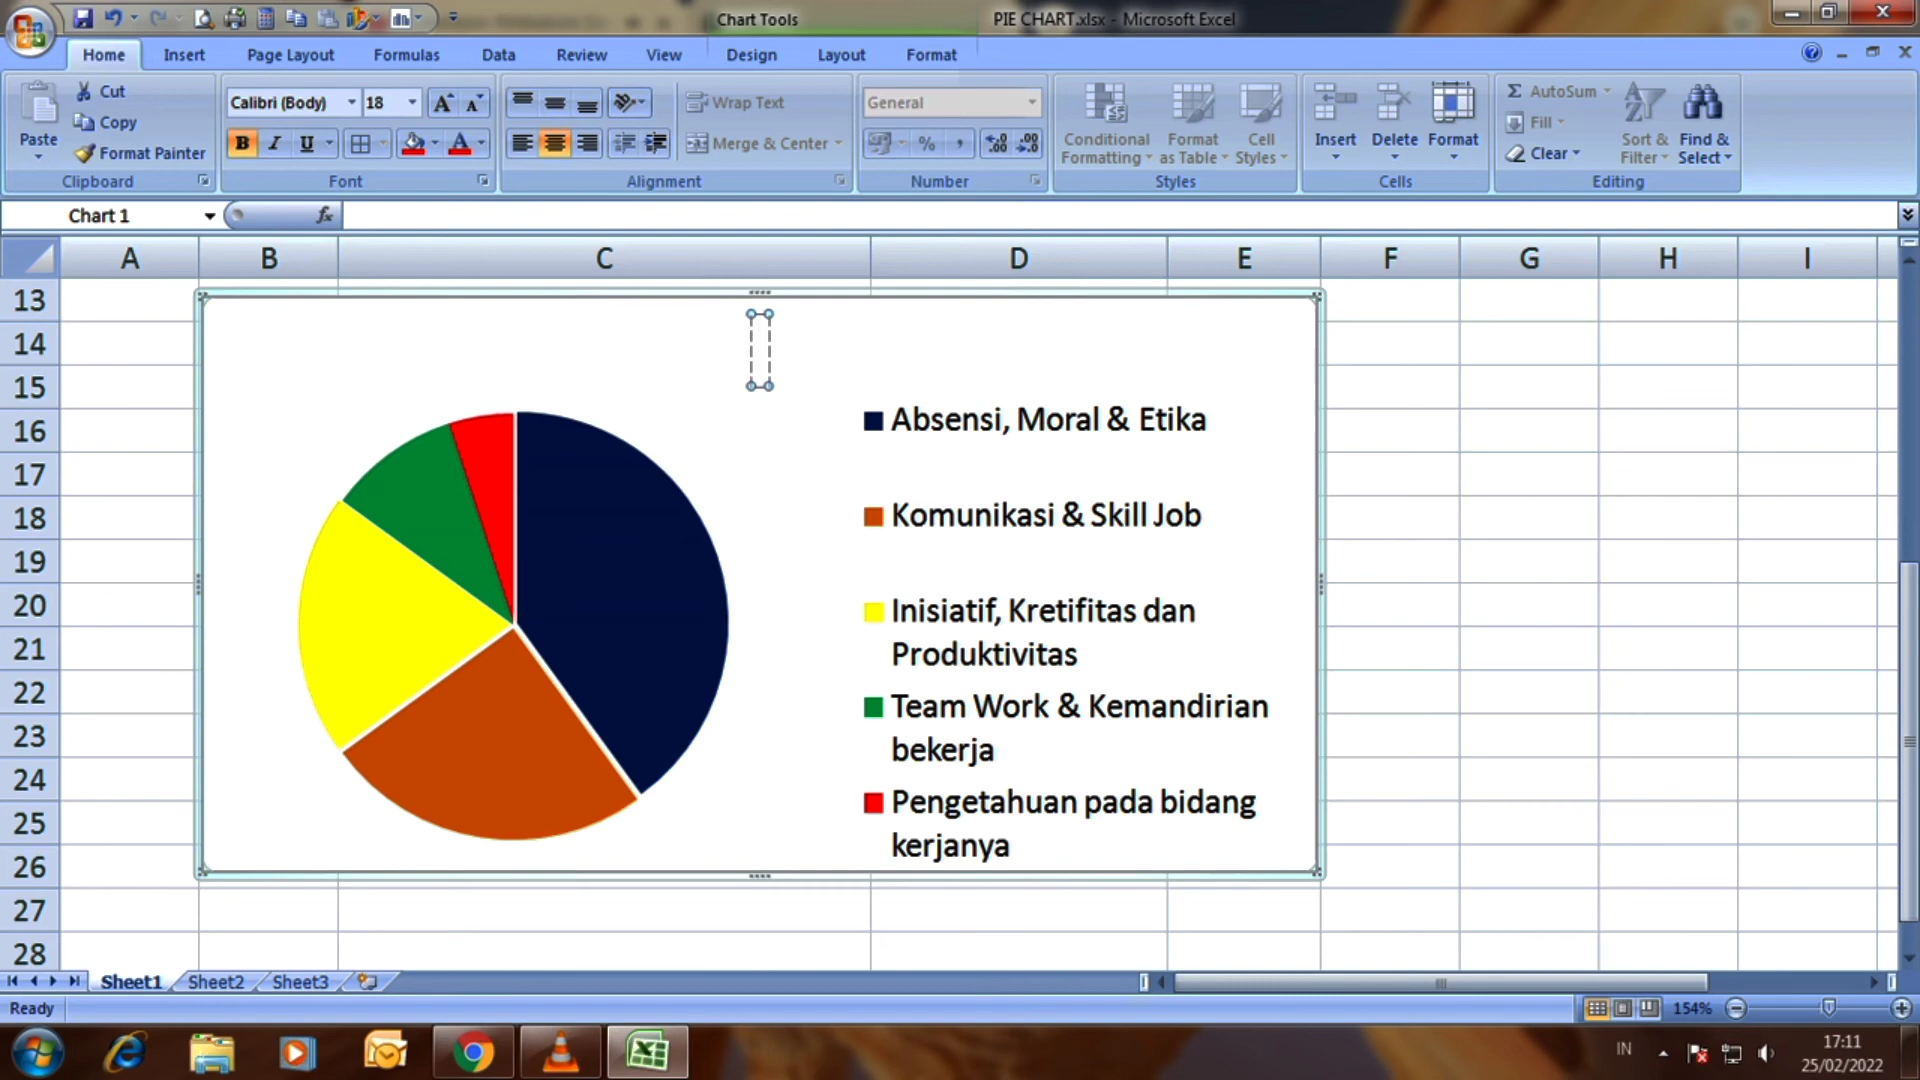 Chart Tools
PIE CHART.xlsx - Microsoft Excel
Home Insert Page Layout Formulas Data Review View Design Layout Format
Paste
Cut
Copy
Format Painter
Clipboard
Calibri (Body) 18
B I U
Font
Wrap Text
Merge & Center
Alignment
General
% ,
Number
Conditional Formatting
Format as Table
Cell Styles
Styles
Insert Delete Format
Cells
AutoSum
Fill
Clear
Sort & Filter
Find & Select
Editing
Chart 1 fx
A B C D E F G H I
13
14
15
16
17
18
19
20
21
22
23
24
25
26
27
28
Absensi, Moral & Etika
Komunikasi & Skill Job
Inisiatif, Kretifitas dan
Produktivitas
Team Work & Kemandirian
bekerja
Pengetahuan pada bidang
kerjanya
Sheet1 Sheet2 Sheet3
Ready 154%
IN 17:11
25/02/2022